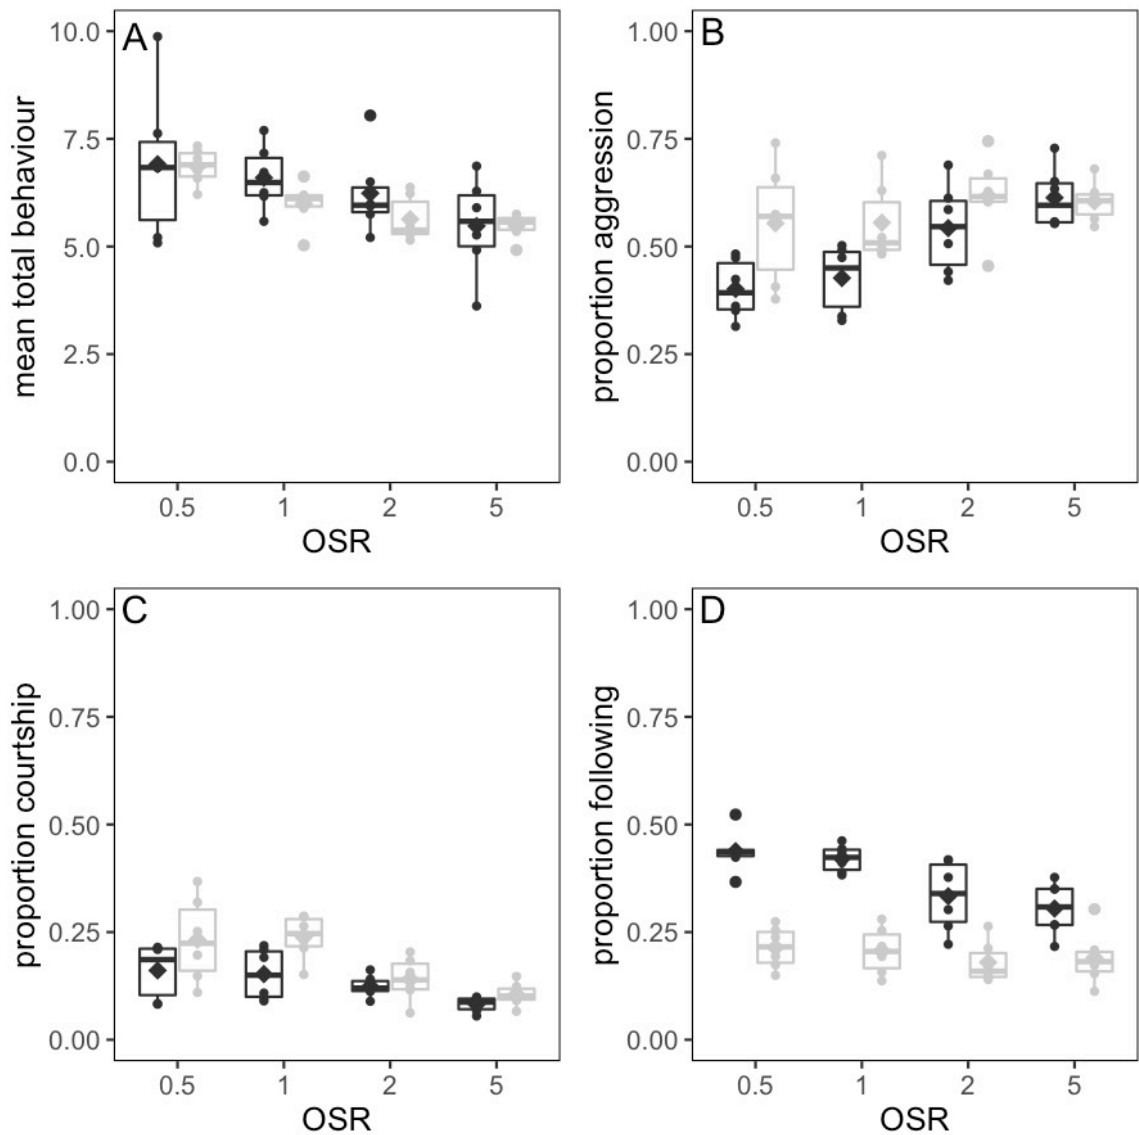 A
10.0
7.5
5.0
2.5
0.0
mean total behaviour
0.5 1 2 5
OSR
B
1.00
0.75
0.50
0.25
0.00
proportion aggression
0.5 1 2 5
OSR
C
1.00
0.75
0.50
0.25
0.00
proportion courtship
0.5 1 2 5
OSR
D
1.00
0.75
0.50
0.25
0.00
proportion following
0.5 1 2 5
OSR